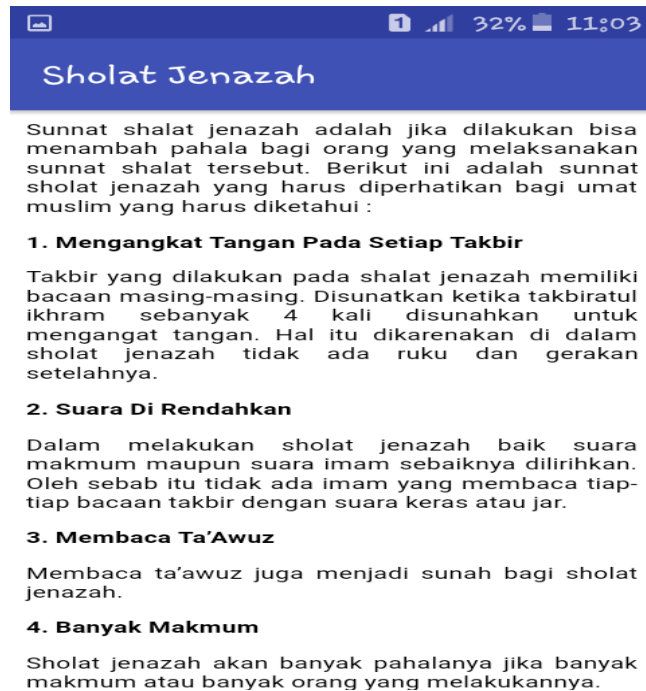 1 32% 11:03
Sholat Jenazah
Sunnat shalat jenazah adalah jika dilakukan bisa
menambah pahala bagi orang yang melaksanakan
sunnat shalat tersebut. Berikut ini adalah sunnat
sholat jenazah yang harus diperhatikan bagi umat
muslim yang harus diketahui :
1. Mengangkat Tangan Pada Setiap Takbir
Takbir yang dilakukan pada shalat jenazah memiliki
bacaan masing-masing. Disunatkan ketika takbiratul
ikhram sebanyak 4 kali disunahkan untuk
mengangat tangan. Hal itu dikarenakan di dalam
sholat jenazah tidak ada ruku dan gerakan
setelahnya.
2. Suara Di Rendahkan
Dalam melakukan sholat jenazah baik suara
makmum maupun suara imam sebaiknya dilirihkan.
Oleh sebab itu tidak ada imam yang membaca tiap-
tiap bacaan takbir dengan suara keras atau jar.
3. Membaca Ta’Awuz
Membaca ta’awuz juga menjadi sunah bagi sholat
jenazah.
4. Banyak Makmum
Sholat jenazah akan banyak pahalanya jika banyak
makmum atau banyak orang yang melakukannya.